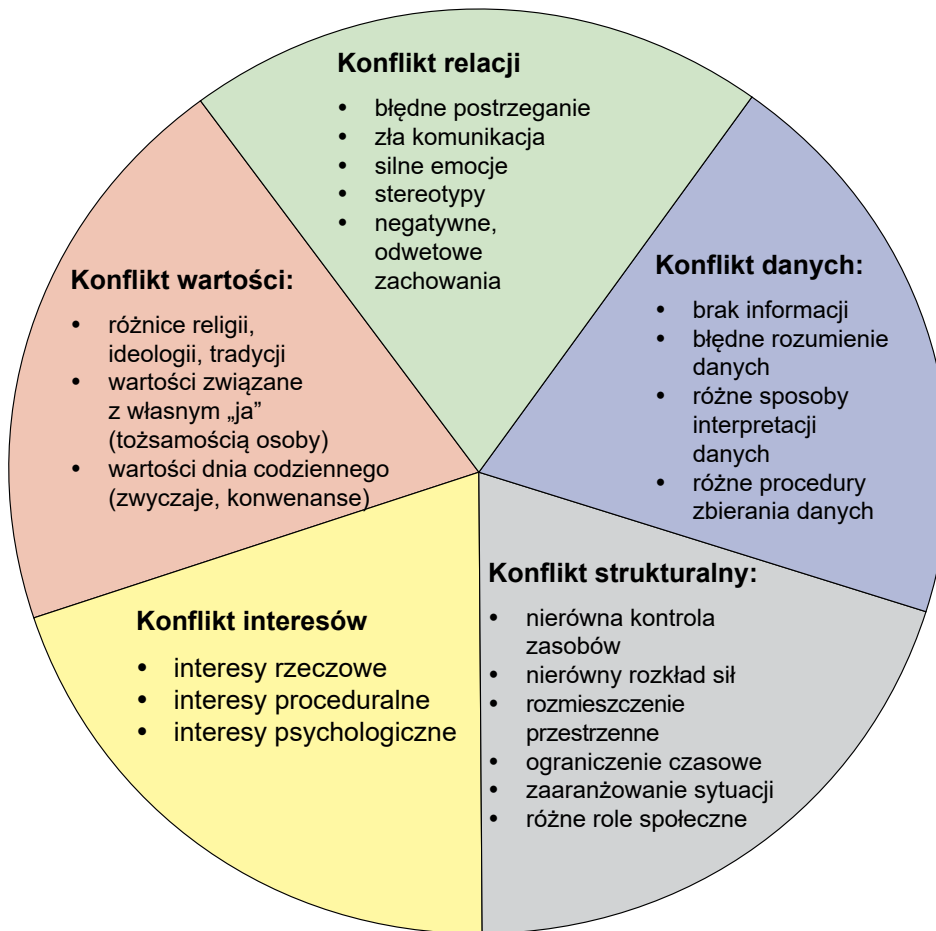 Konflikt relacji
• błędne postrzeganie
• zła komunikacja
• silne emocje
• stereotypy
• negatywne,
odwetowe
zachowania
Konflikt danych:
• brak informacji
• błędne rozumienie
danych
• różne sposoby
interpretacji
danych
• różne procedury
zbierania danych
Konflikt strukturalny:
• nierówna kontrola
zasobów
• nierówny rozkład sił
• rozmieszczenie
przestrzenne
• ograniczenie czasowe
• zaaranżowanie sytuacji
• różne role społeczne
Konflikt interesów
• interesy rzeczowe
• interesy proceduralne
• interesy psychologiczne
Konflikt wartości:
• różnice religii,
ideologii, tradycji
• wartości związane
z własnym „ja”
(tożsamością osoby)
• wartości dnia codziennego
(zwyczaje, konwenanse)